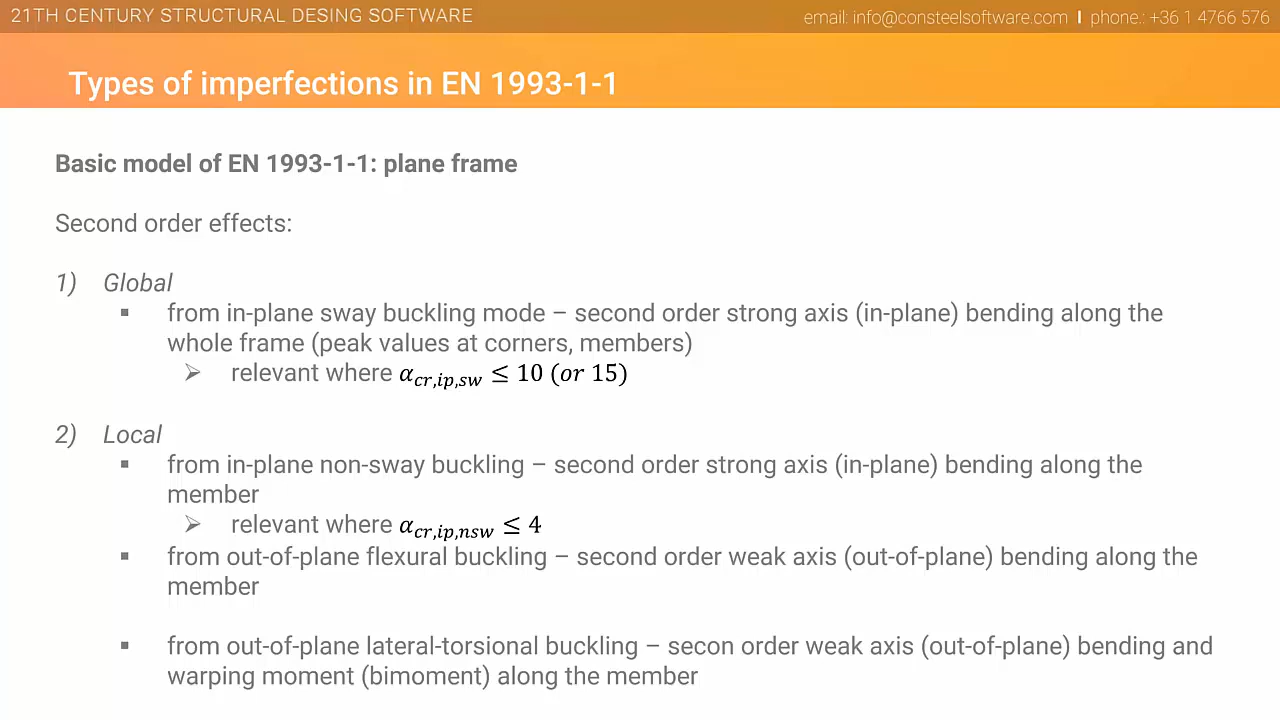 21TH CENTURY STRUCTURAL DESING SOFTWARE
email: info@consteelsoftware.com I phone.: +36 1 4766 576
Types of imperfections in EN 1993-1-1
Basic model of EN 1993-1-1: plane frame
Second order effects:
1) Global
▪ from in-plane sway buckling mode – second order strong axis (in-plane) bending along the
whole frame (peak values at corners, members)
➢ relevant where α_{cr,ip,sw} ≤ 10 (or 15)
2) Local
▪ from in-plane non-sway buckling – second order strong axis (in-plane) bending along the
member
➢ relevant where α_{cr,ip,nsw} ≤ 4
▪ from out-of-plane flexural buckling – second order weak axis (out-of-plane) bending along the
member
▪ from out-of-plane lateral-torsional buckling – secon order weak axis (out-of-plane) bending and
warping moment (bimoment) along the member